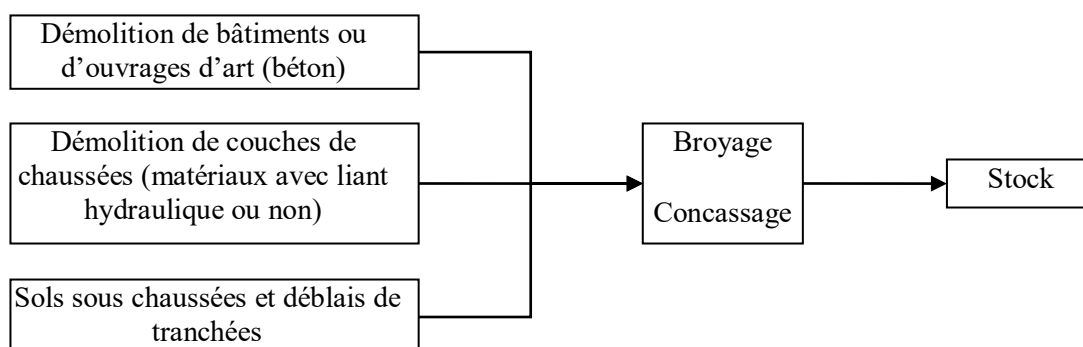 Démolition de bâtiments ou
d'ouvrages d'art (béton)
Démolition de couches de
chaussées (matériaux avec liant
hydraulique ou non)
Sols sous chaussées et déblais de
tranchées
Broyage
Concassage
Stock